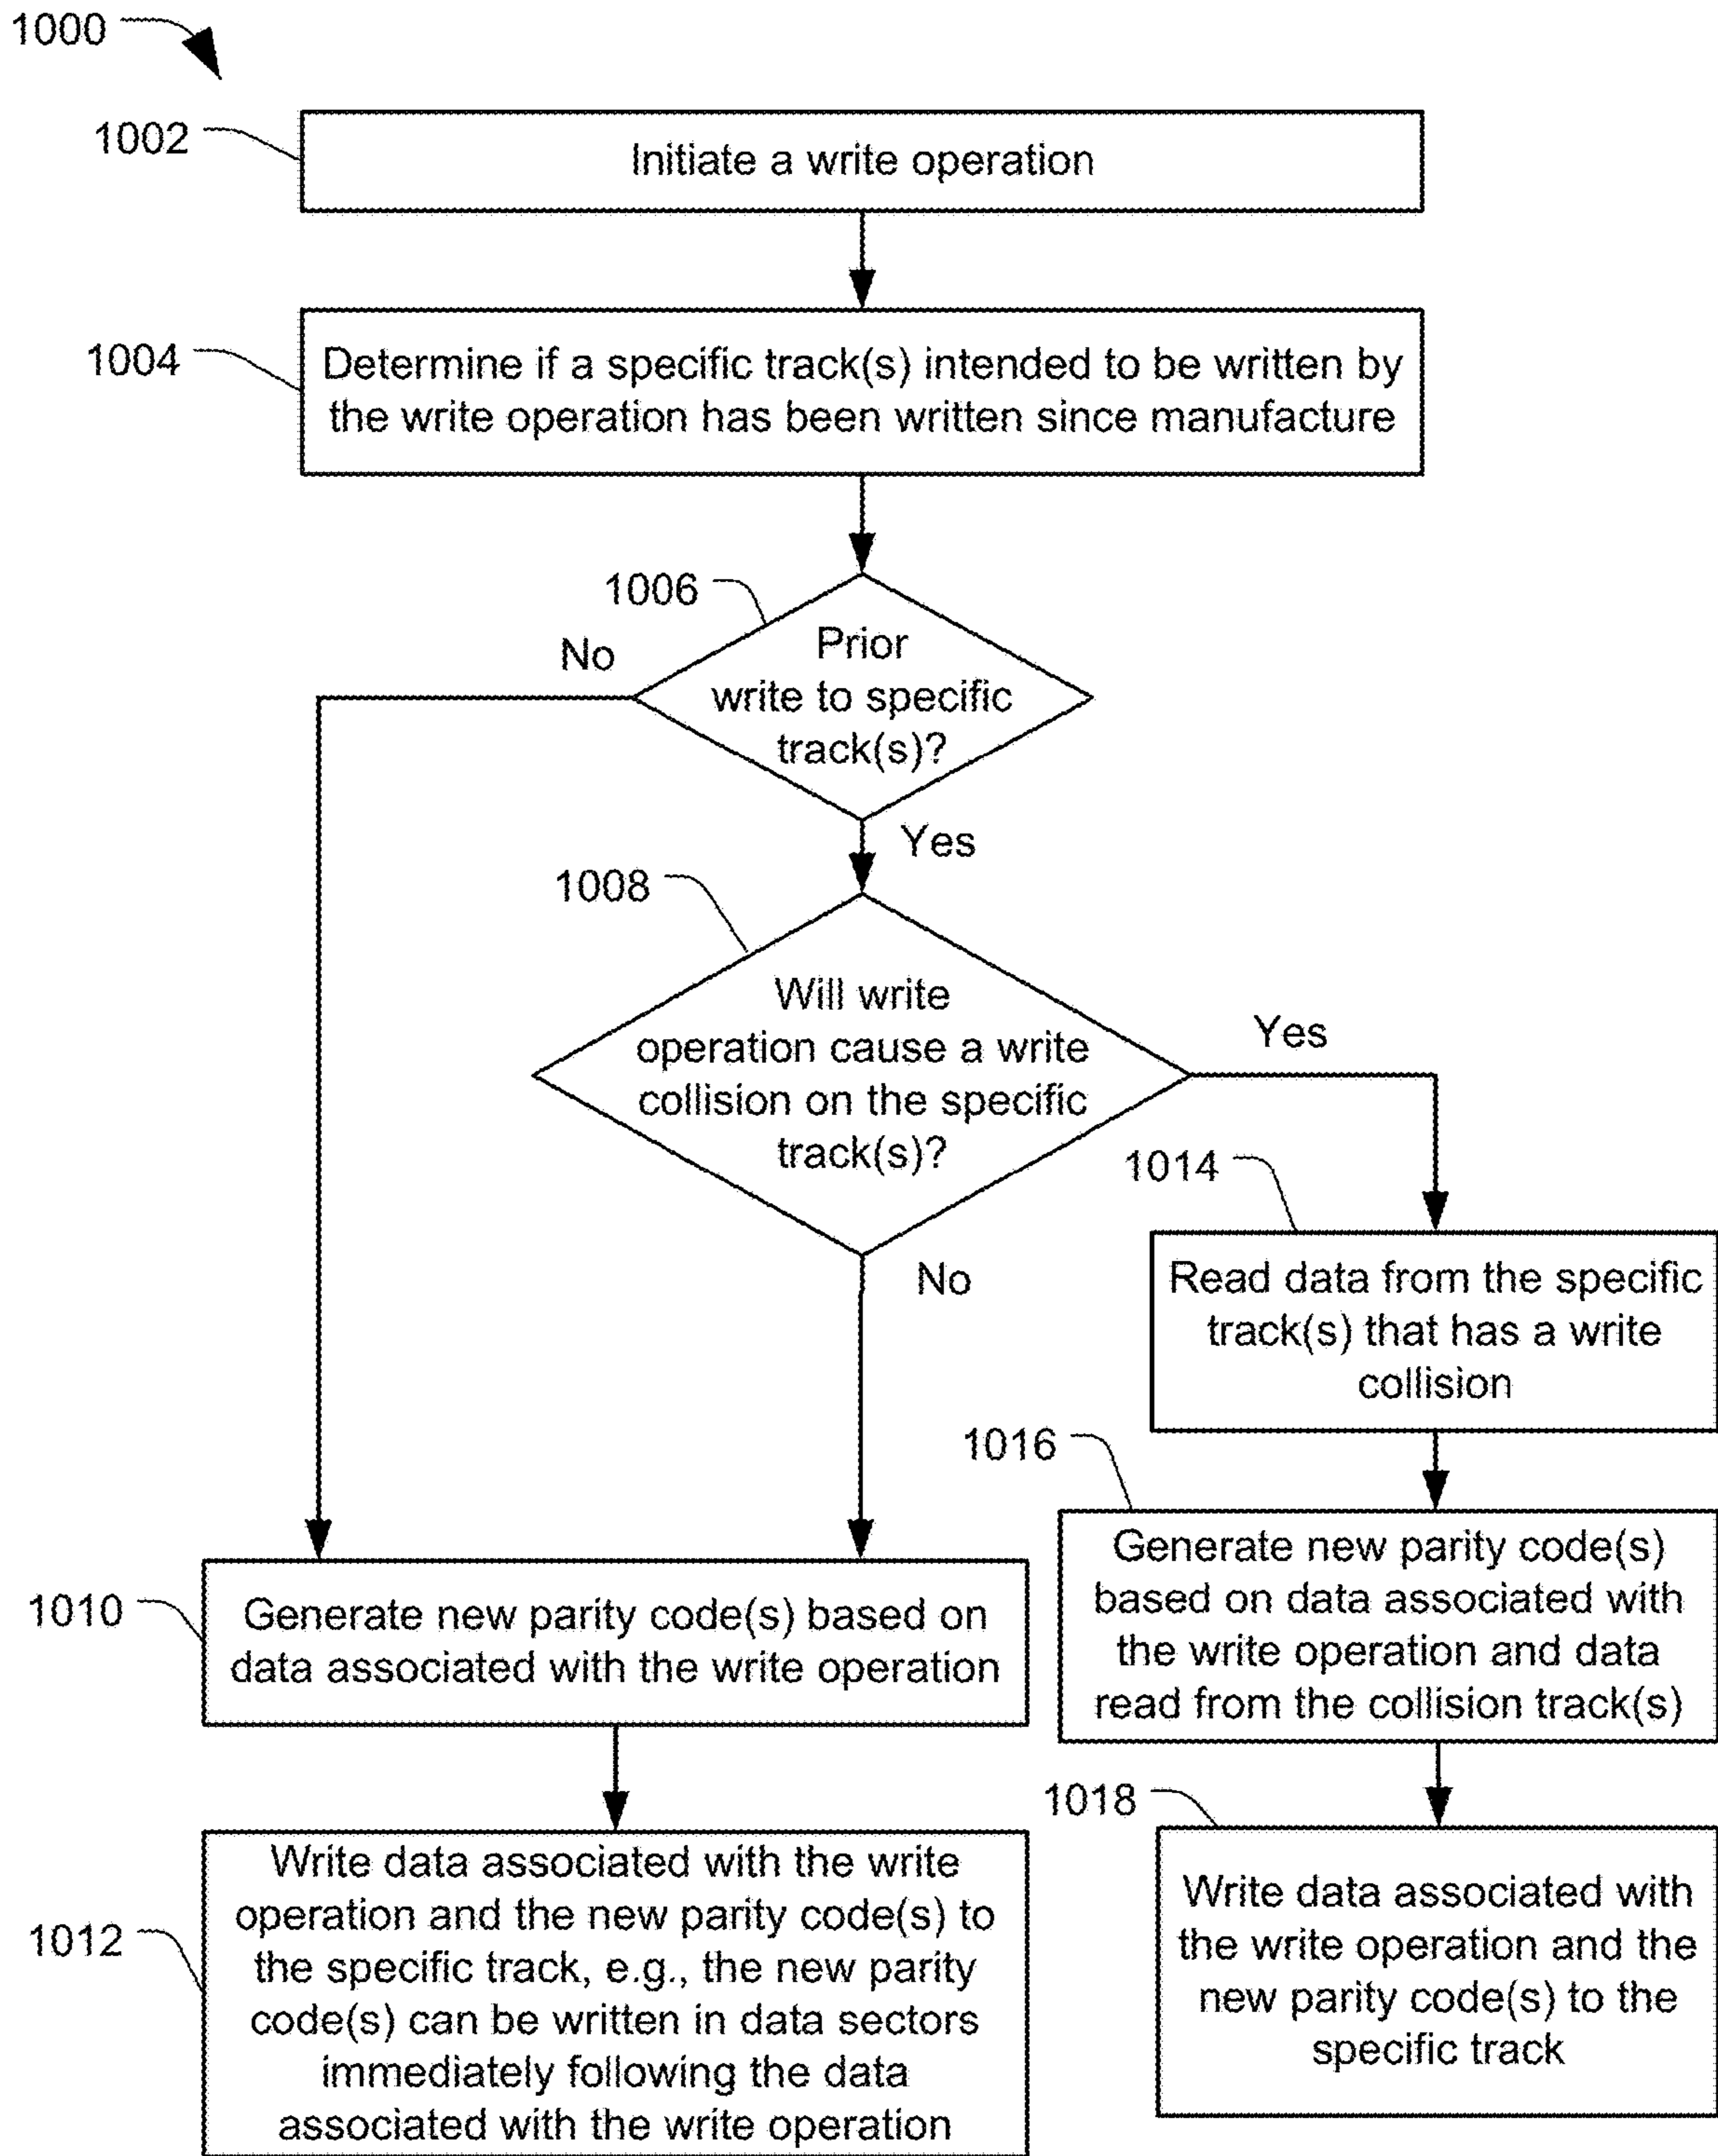 1000
1002
Initiate a write operation
1004
Determine if a specific track(s) intended to be written by
the write operation has been written since manufacture
1006
No
Prior
write to specific
track(s)?
Yes
1008
Will write
operation cause a write
collision on the specific
track(s)?
Yes
No
1014
Read data from the specific
track(s) that has a write
collision
1016
Generate new parity code(s)
based on data associated with
the write operation and data
read from the collision track(s)
1010
Generate new parity code(s) based on
data associated with the write operation
1018
Write data associated with
the write operation and the
new parity code(s) to the
specific track
1012
Write data associated with the write
operation and the new parity code(s) to
the specific track, e.g., the new parity
code(s) can be written in data sectors
immediately following the data
associated with the write operation